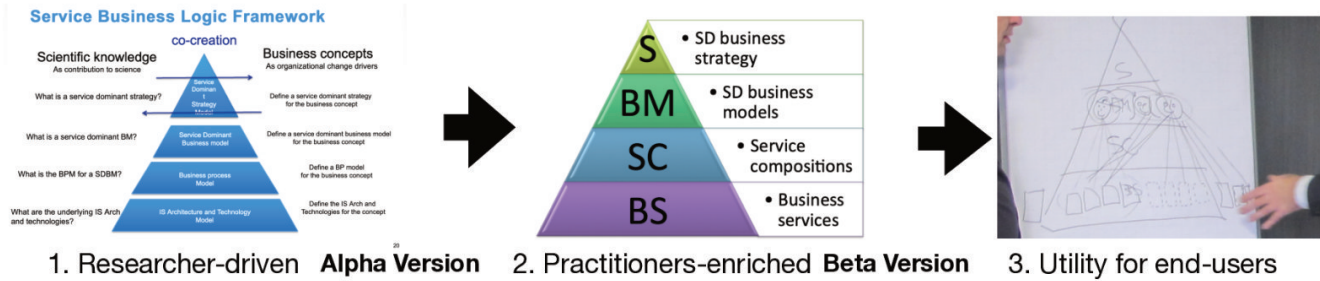 Service Business Logic Framework
co-creation
Scientific knowledge
As contribution to science
Business concepts
As organizational change drivers
What is a service dominant strategy?
Service
Dominan
t
Strategy
Model
Define a service dominant strategy
for the business concept
What is a service dominant BM?
Service Dominant
Business model
Define a service dominant business model
for the business concept
What is the BPM for a SDBM?
Business process
Model
Define a BP model
for the business concept
What are the underlying IS Arch
and technologies?
IS Architecture and Technology
Model
Define the IS Arch and
Technologies for the concept
20
S
• SD business
strategy
BM
• SD business
models
SC
• Service
compositions
BS
• Business
services
S
1. Researcher-driven Alpha Version
2. Practitioners-enriched Beta Version
3. Utility for end-users